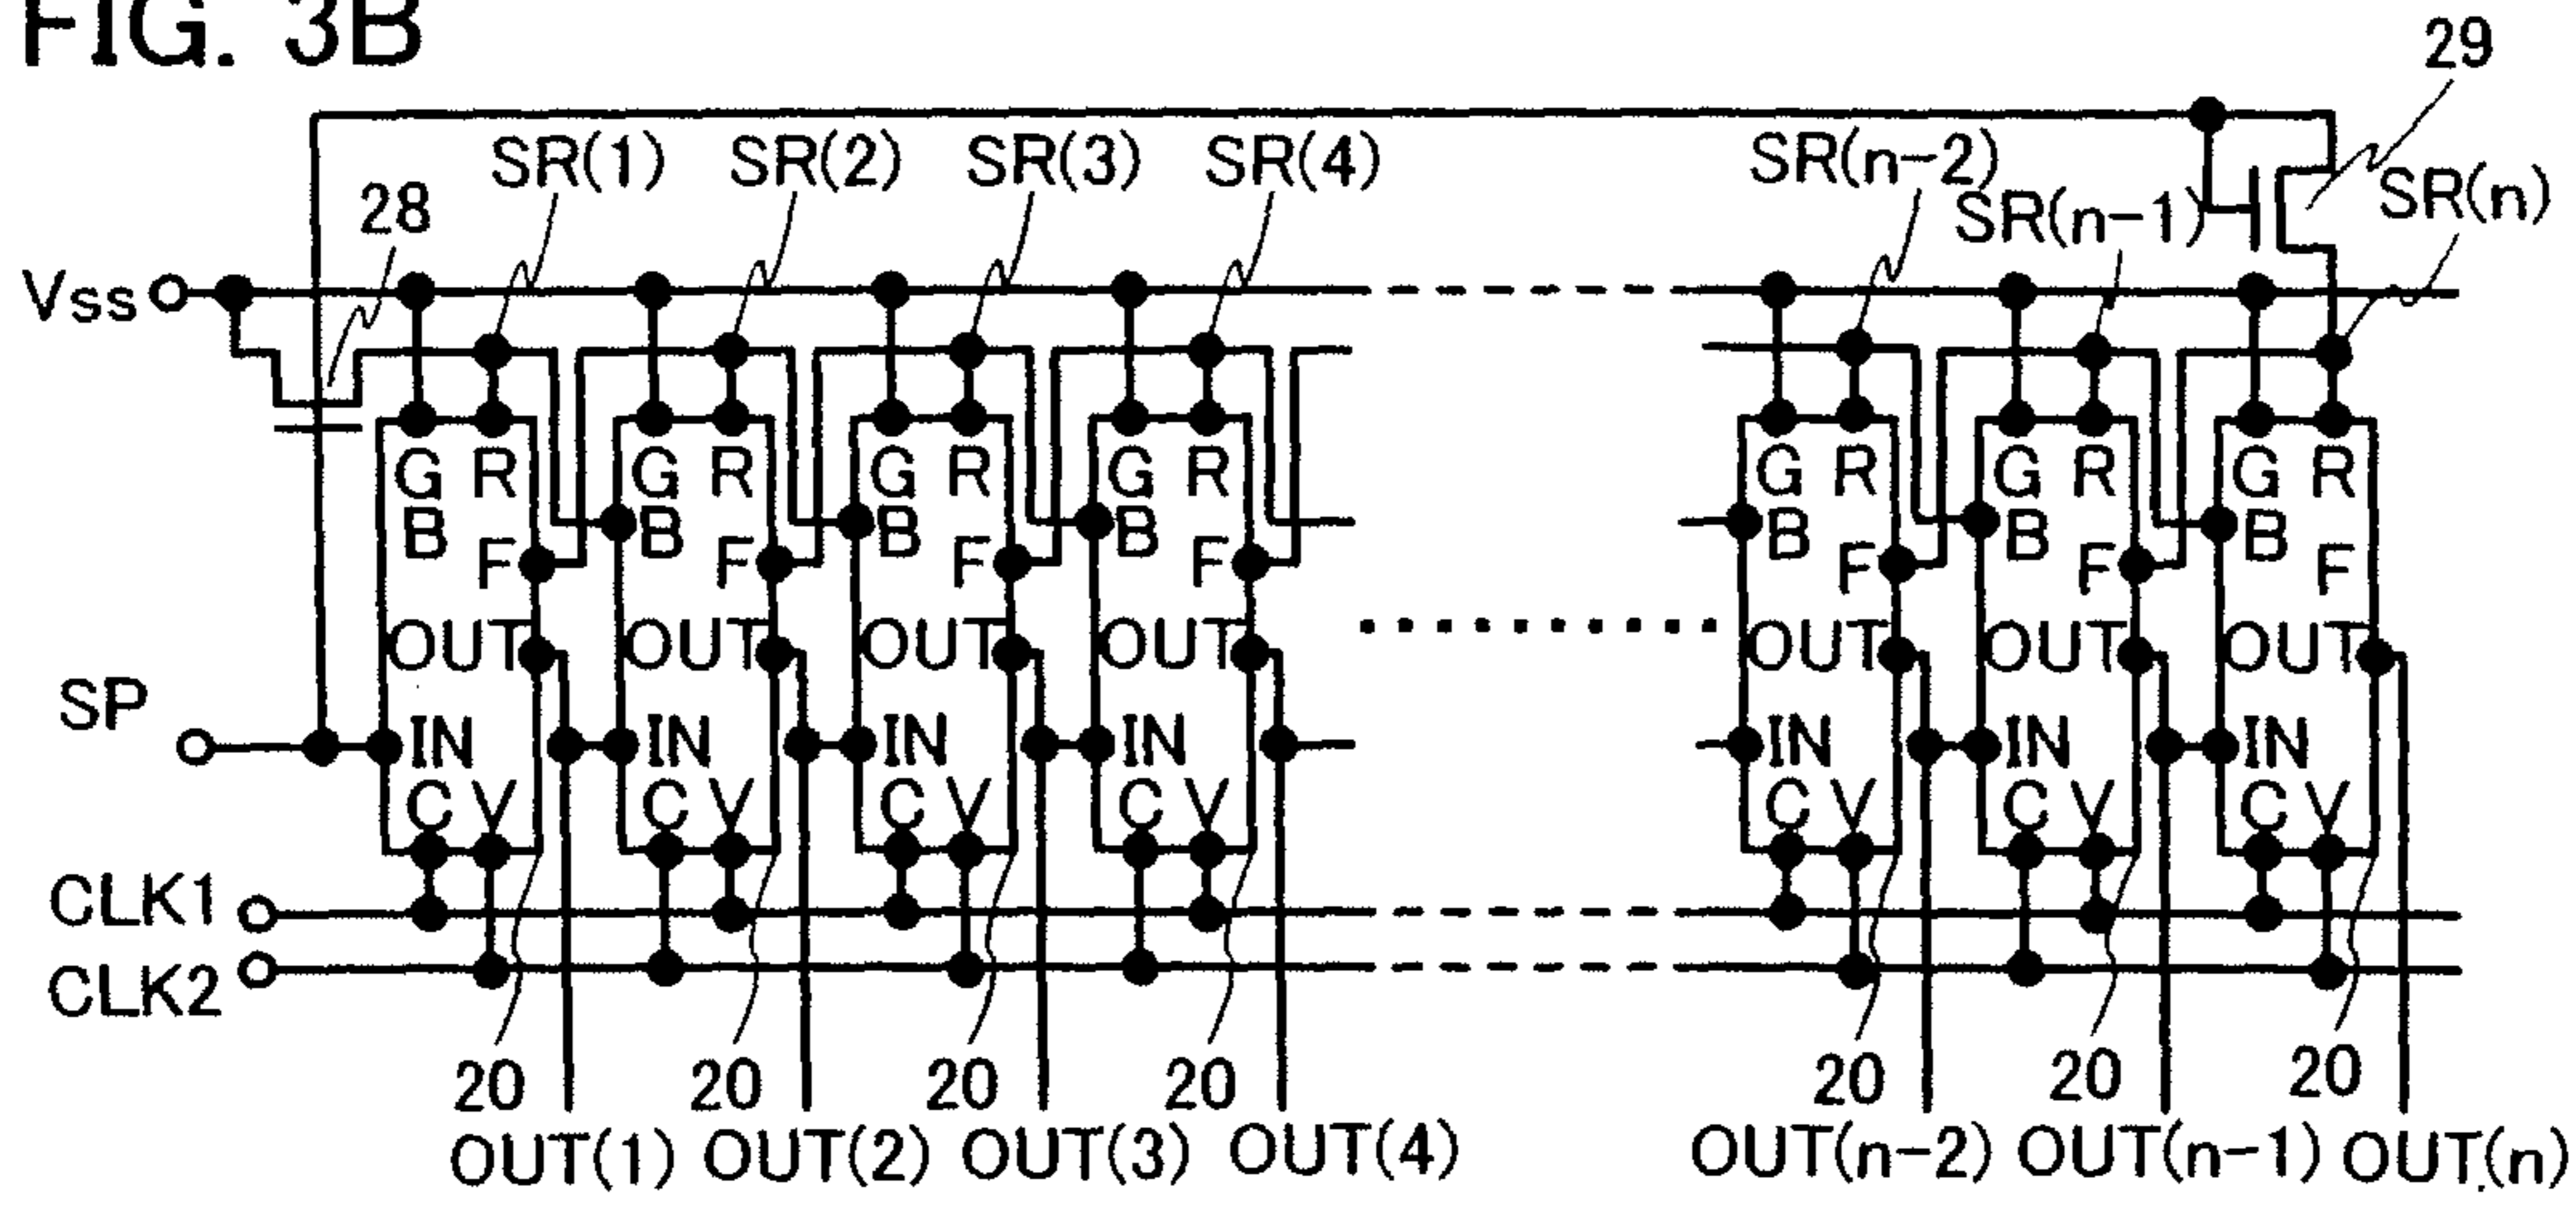 FIG. 3B
29
SR(1) SR(2) SR(3) SR(4) SR(n-2)
28 SR(n-1) SR(n)
Vss
G R G R G R G R G R G R G R
B B B B B B B
F F F F F F F
OUT OUT OUT OUT OUT OUT OUT
SP
IN IN IN IN IN IN IN
C V C V C V C V C V C V C V
CLK1
CLK2
20 20 20 20 20 20 20
OUT(1) OUT(2) OUT(3) OUT(4) OUT(n-2) OUT(n-1) OUT(n)